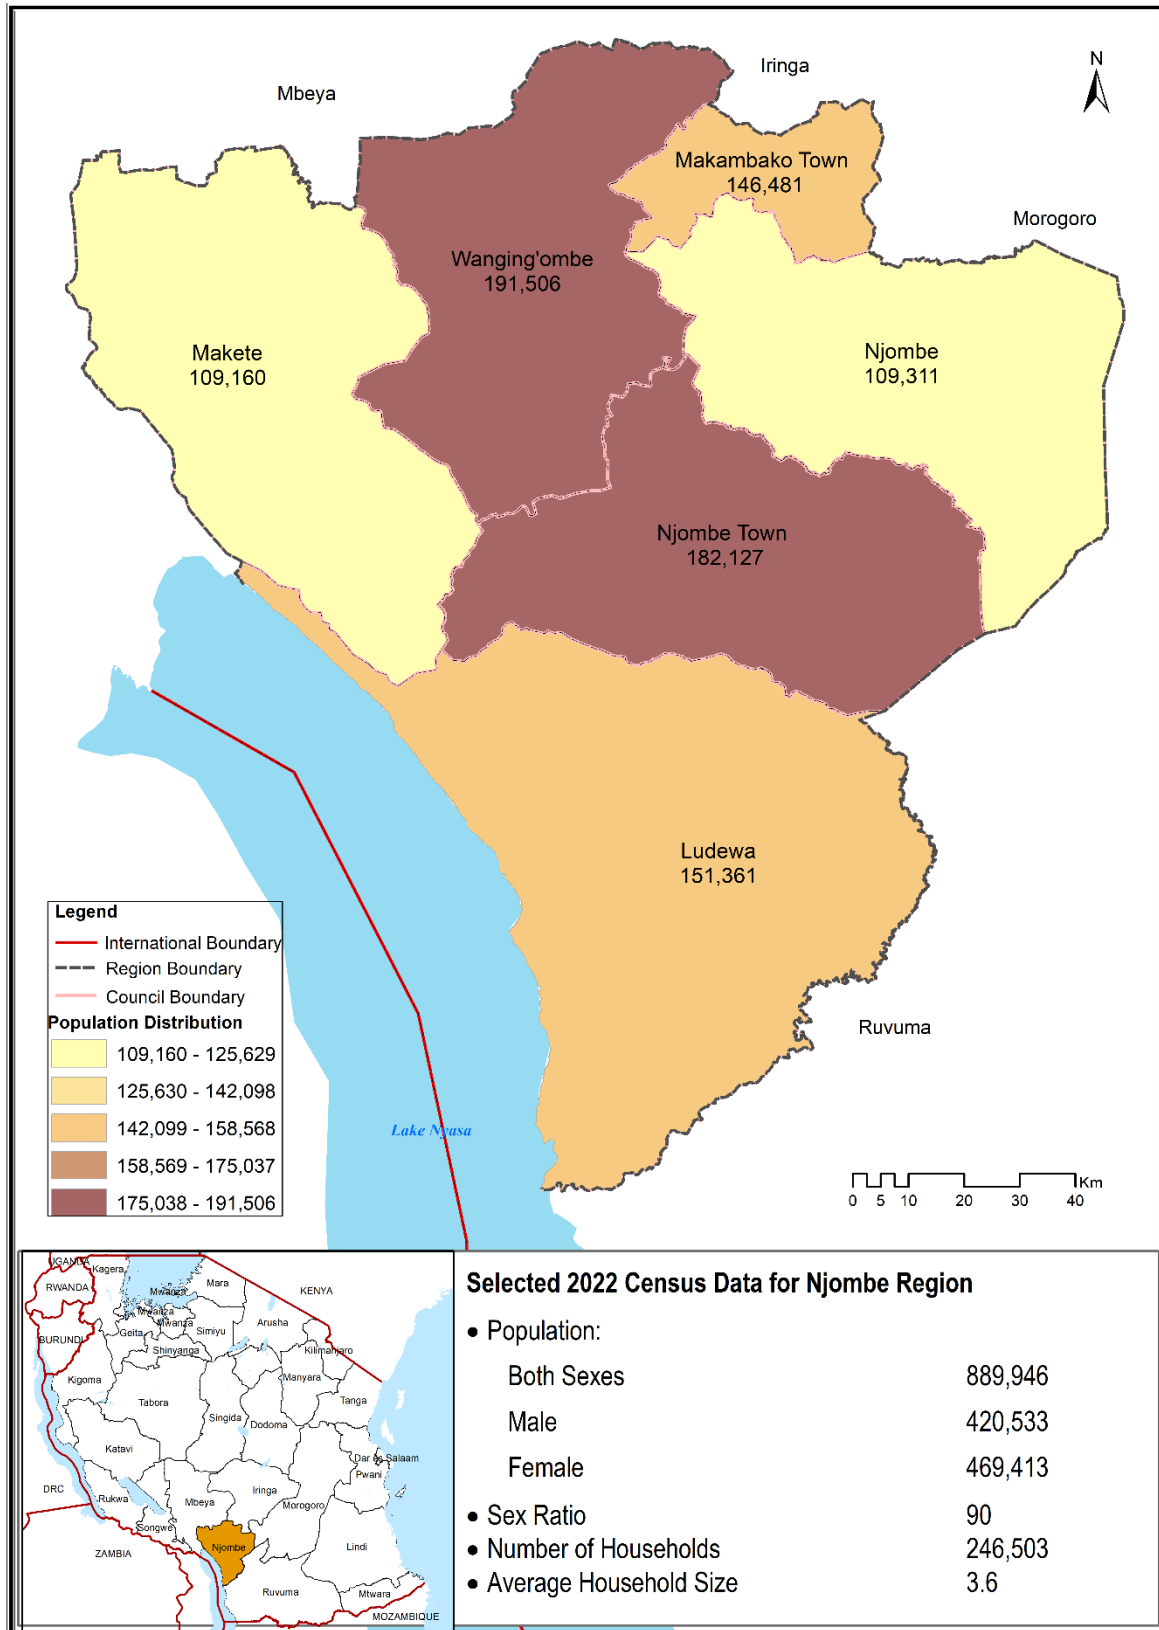 Mbeya
Iringa
N
Makambako Town
146,481
Morogoro
Wanging'ombe
191,506
Makete
109,160
Njombe
109,311
Njombe Town
182,127
Ludewa
151,361
Ruvuma
Lake Nyasa
Legend
International Boundary
Region Boundary
Council Boundary
Population Distribution
109,160 - 125,629
125,630 - 142,098
142,099 - 158,568
158,569 - 175,037
175,038 - 191,506
Km
0 5 10 20 30 40
UGANDA
Kagera
RWANDA
Mwanza
Mara
KENYA
Mwanza
Mwanza
BURUNDI
Geita
Simiyu
Arusha
Shinyanga
Kilimanjaro
Kigoma
Manyara
Tabora
Singida
Dodoma
Tanga
Katavi
Dar es Salaam
Pwani
DRC
Rukwa
Mbeya
Iringa
Morogoro
Songwe
ZAMBIA
Njombe
Lindi
Ruvuma
Mtwara
MOZAMBIQUE
Selected 2022 Census Data for Njombe Region
• Population:
Both Sexes 889,946
Male 420,533
Female 469,413
• Sex Ratio 90
• Number of Households 246,503
• Average Household Size 3.6